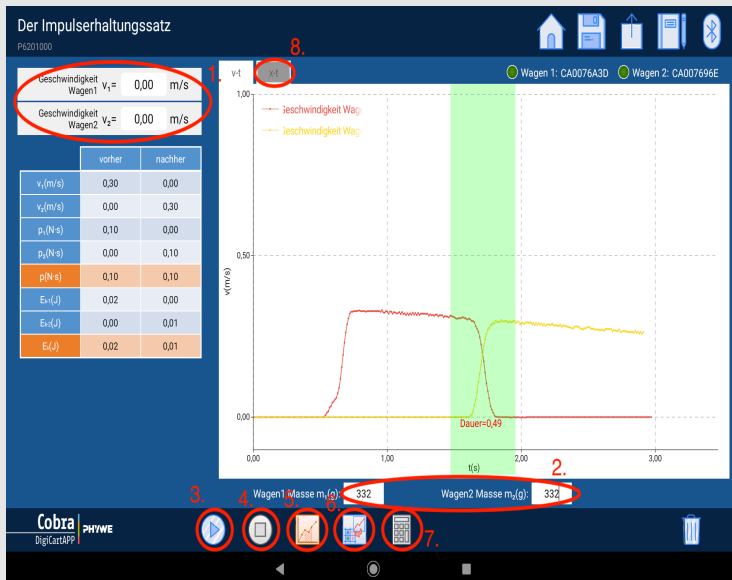 Der Impulserhaltungssatz
P6201000
Geschwindigkeit Wagen1 v₁= 0,00 m/s
Geschwindigkeit Wagen2 v₂= 0,00 m/s
1.
v-t
x-t
8.
Wagen 1: CA0076A3D
Wagen 2: CA007696E
vorher nachher
v₁(m/s) 0,30 0,00
v₂(m/s) 0,00 0,30
p₁(N·s) 0,10 0,00
p₂(N·s) 0,00 0,10
p(N·s) 0,10 0,10
Eₖ₁(J) 0,02 0,00
Eₖ₂(J) 0,00 0,01
Eₖ(J) 0,02 0,01
1,00
Geschwindigkeit Wag
Geschwindigkeit Wag
0,50
v(m/s)
0,00
Dauer=0,49
0,00 1,00 2,00 3,00
t(s)
2.
Wagen1 Masse m₁(g): 332
Wagen2 Masse m₂(g): 332
3.
4.
5.
6.
7.
Cobra PHYWE
DigiCartAPP